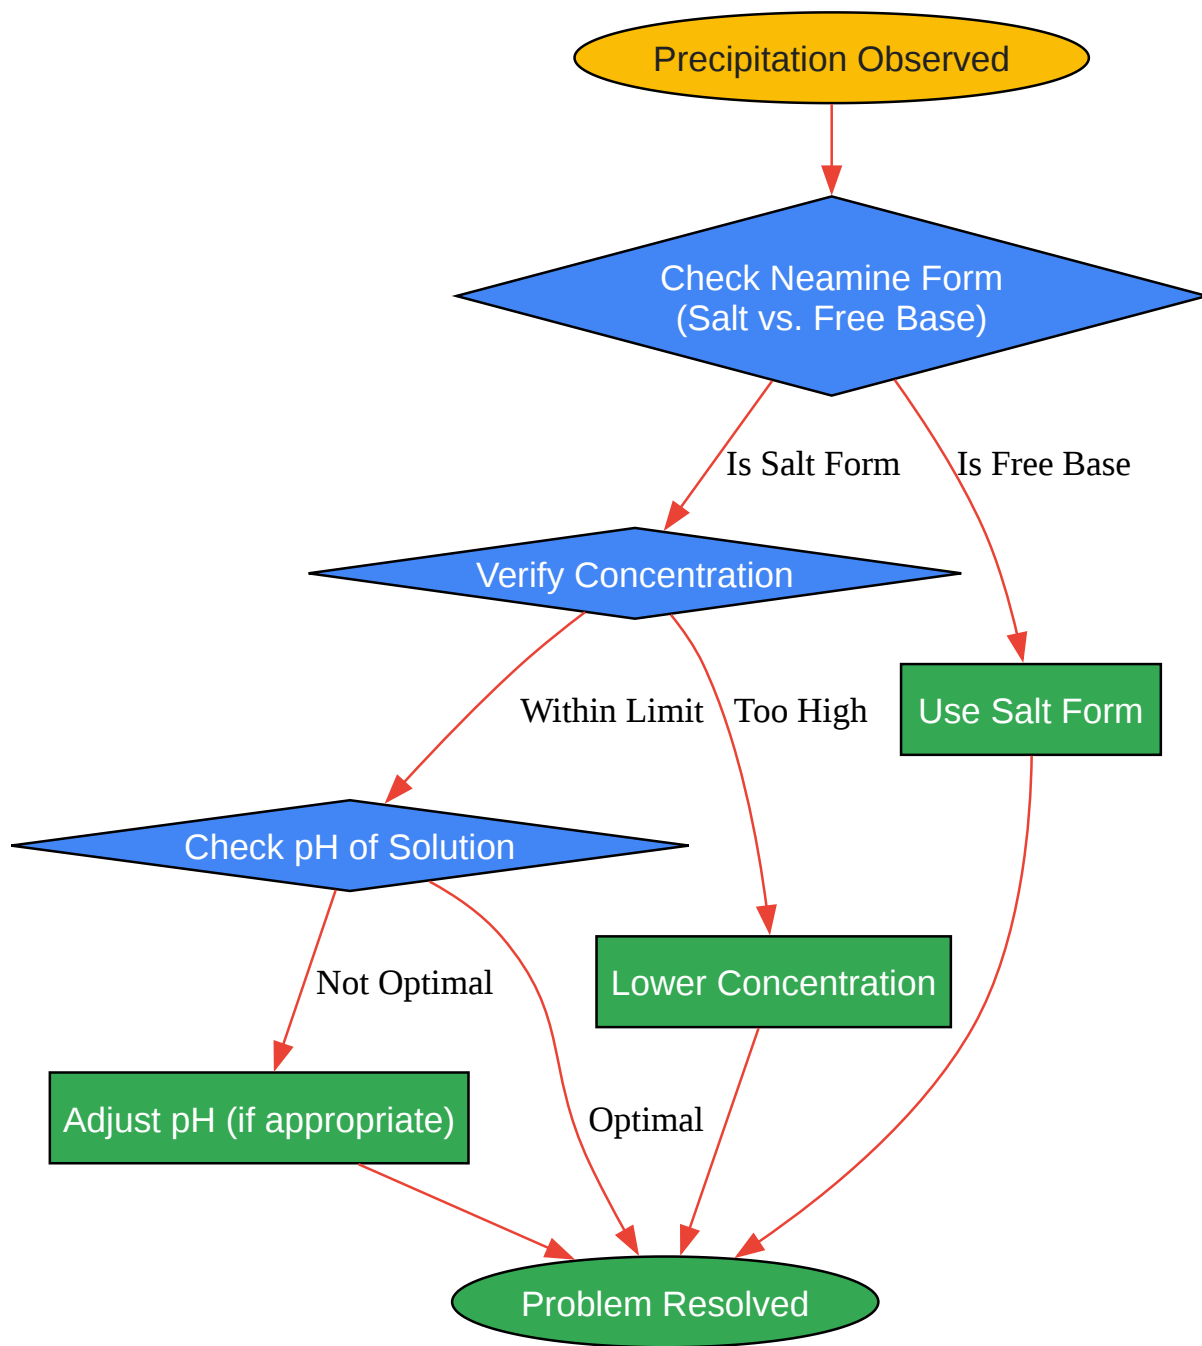 Precipitation Observed
Check Neamine Form
(Salt vs. Free Base)
Is Salt Form
Is Free Base
Verify Concentration
Within Limit
Too High
Use Salt Form
Check pH of Solution
Not Optimal
Lower Concentration
Adjust pH (if appropriate)
Optimal
Problem Resolved